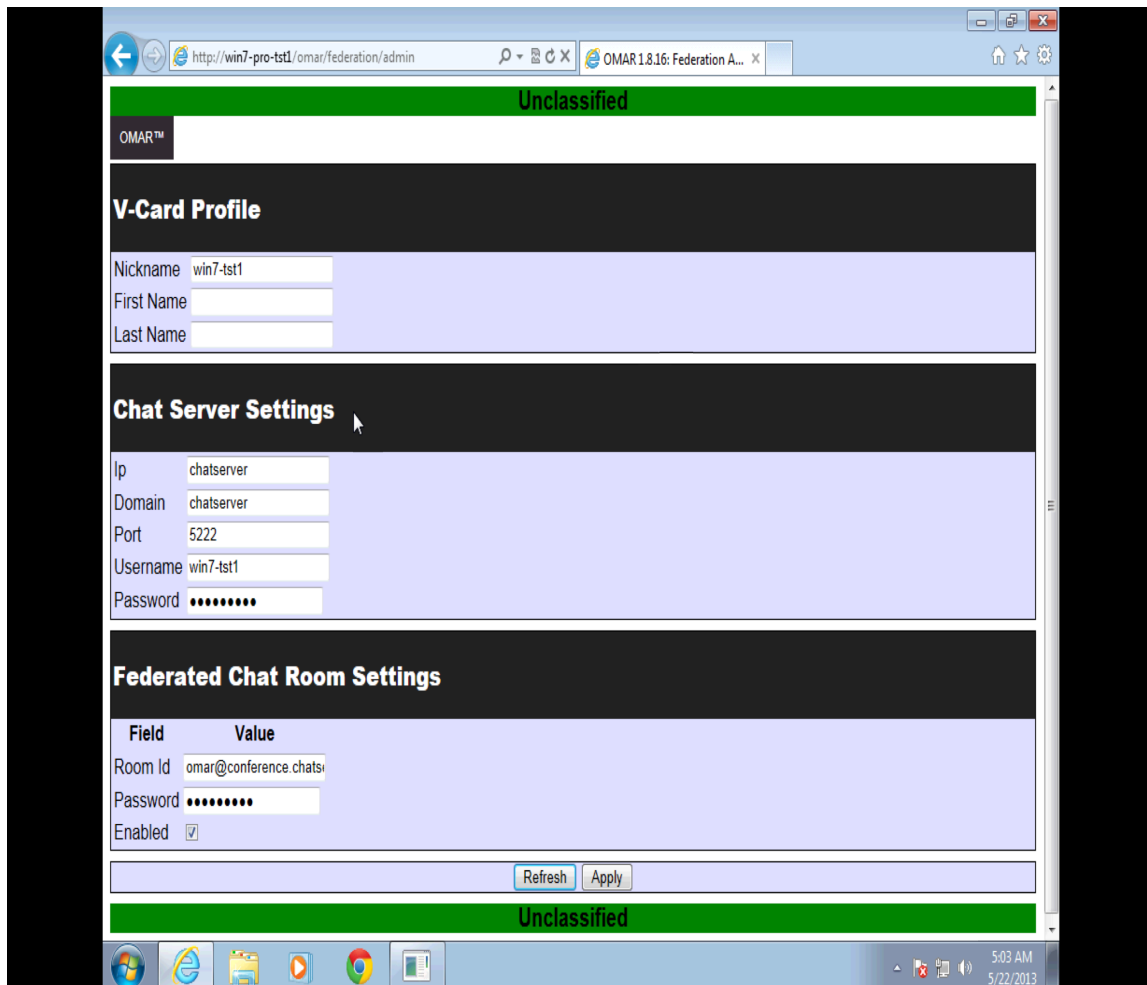 http://win7-pro-tst1/omar/federation/admin
OMAR 1.8.16: Federation A...
Unclassified
OMAR™
V-Card Profile
Nickname win7-tst1
First Name
Last Name
Chat Server Settings
Ip chatserver
Domain chatserver
Port 5222
Username win7-tst1
Password •••••••••
Federated Chat Room Settings
Field Value
Room Id omar@conference.chats
Password •••••••••
Enabled
Refresh Apply
Unclassified
5:03 AM
5/22/2013